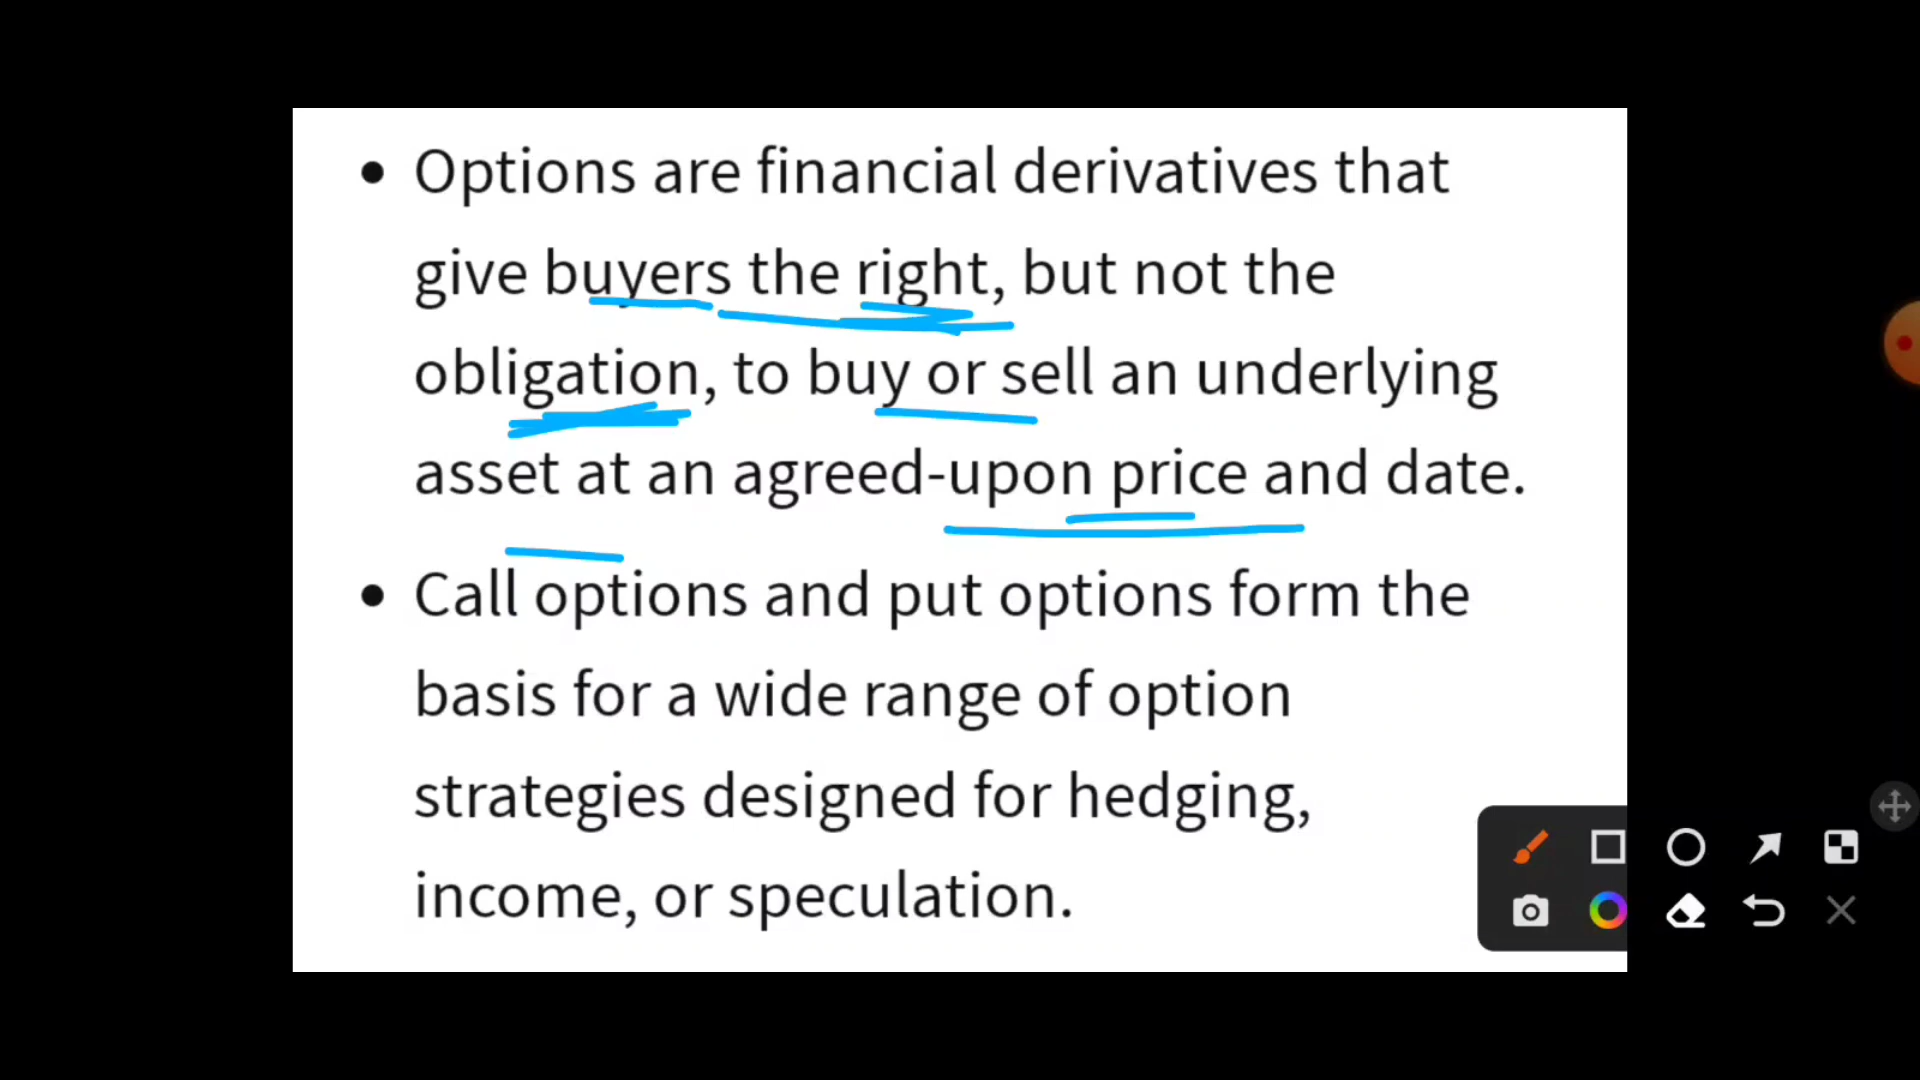 • Options are financial derivatives that
give buyers the right, but not the
obligation, to buy or sell an underlying
asset at an agreed-upon price and date.
• Call options and put options form the
basis for a wide range of option
strategies designed for hedging,
income, or speculation.